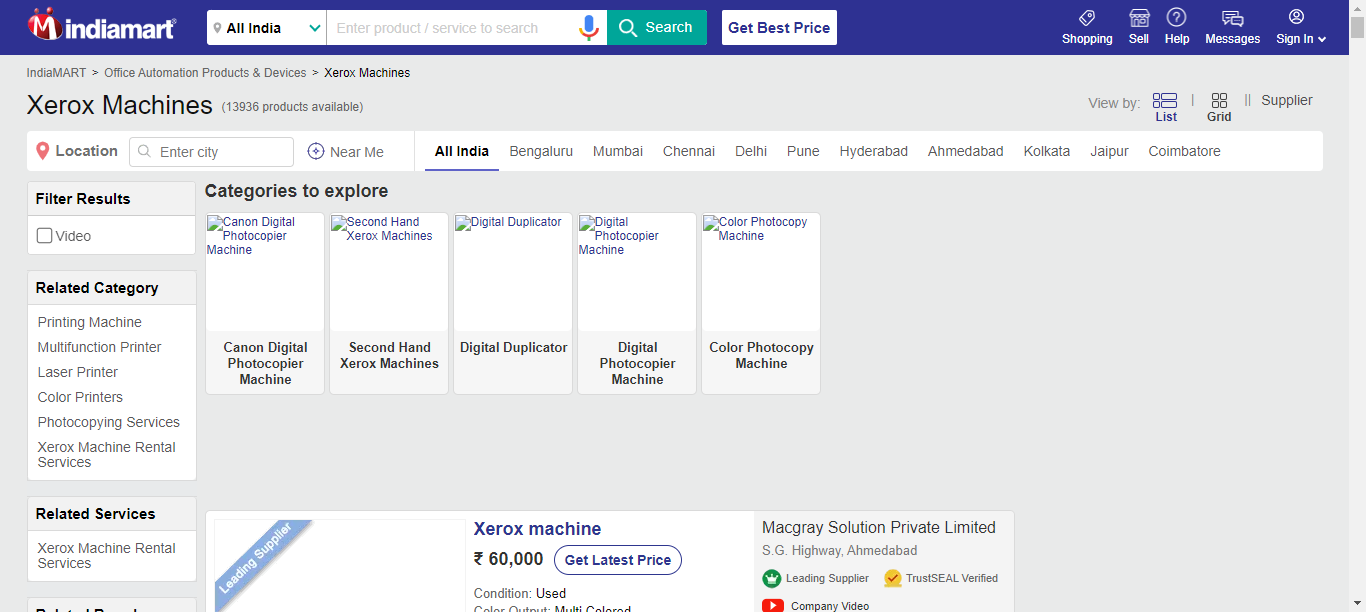 indiamart
All India
Enter product / service to search
Search
Get Best Price
Shopping
Sell
Help
Messages
Sign In
IndiaMART > Office Automation Products & Devices > Xerox Machines
Xerox Machines (13936 products available)
View by:
List
|
Grid
||
Supplier
Location
Enter city
Near Me
All India
Bengaluru
Mumbai
Chennai
Delhi
Pune
Hyderabad
Ahmedabad
Kolkata
Jaipur
Coimbatore
Filter Results
Video
Related Category
Printing Machine
Multifunction Printer
Laser Printer
Color Printers
Photocopying Services
Xerox Machine Rental
Services
Related Services
Xerox Machine Rental
Services
Categories to explore
Canon Digital
Photocopier
Machine
Canon Digital
Photocopier
Machine
Second Hand
Xerox Machines
Second Hand
Xerox Machines
Digital Duplicator
Digital Duplicator
Digital
Photocopier
Machine
Digital
Photocopier
Machine
Color Photocopy
Machine
Color Photocopy
Machine
Leading Supplier
Xerox machine
₹ 60,000
Get Latest Price
Condition: Used
Color Output: Multi Colored
Macgray Solution Private Limited
S.G. Highway, Ahmedabad
Leading Supplier
TrustSEAL Verified
Company Video